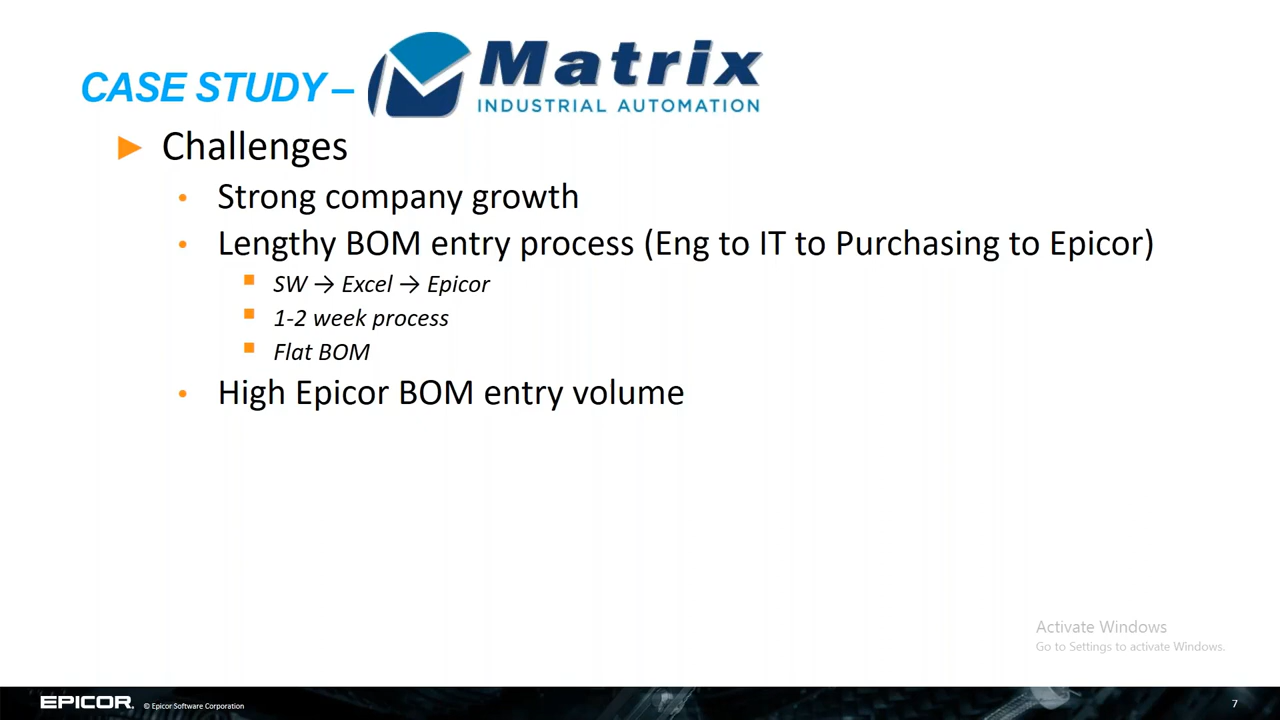 CASE STUDY –
Matrix
INDUSTRIAL AUTOMATION
► Challenges
• Strong company growth
• Lengthy BOM entry process (Eng to IT to Purchasing to Epicor)
▪ SW → Excel → Epicor
▪ 1-2 week process
▪ Flat BOM
• High Epicor BOM entry volume
Activate Windows
Go to Settings to activate Windows.
EPICOR. © Epicor Software Corporation 7